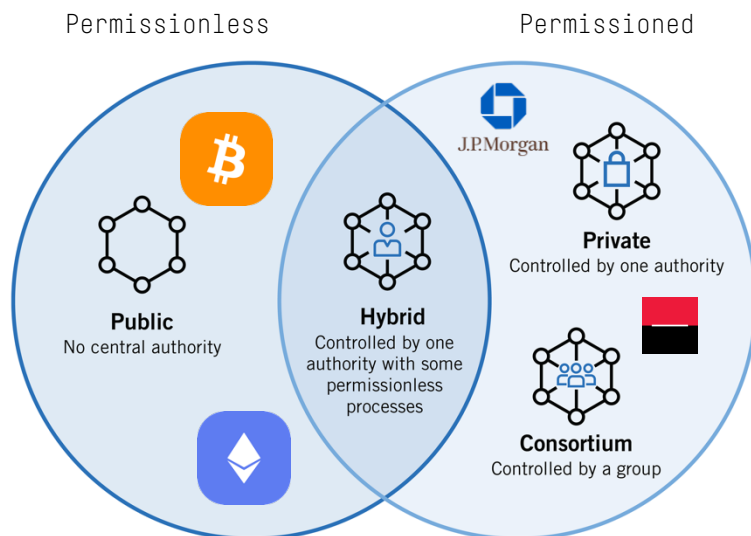 Permissionless
Permissioned
J.P.Morgan
Public
No central authority
Hybrid
Controlled by one
authority with some
permissionless
processes
Private
Controlled by one authority
Consortium
Controlled by a group